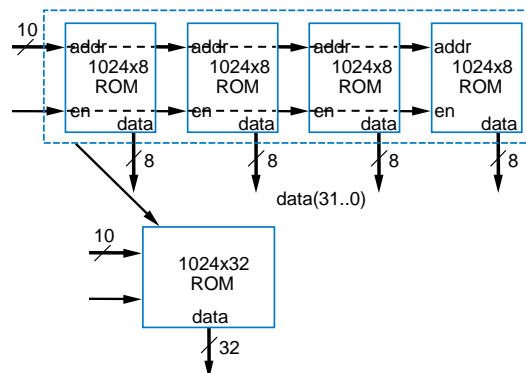 10
addr addr addr addr
1024x8 1024x8 1024x8 1024x8
ROM ROM ROM ROM
en en en en
data data data data
8 8 8 8
data(31..0)
10
1024x32
ROM
data
32